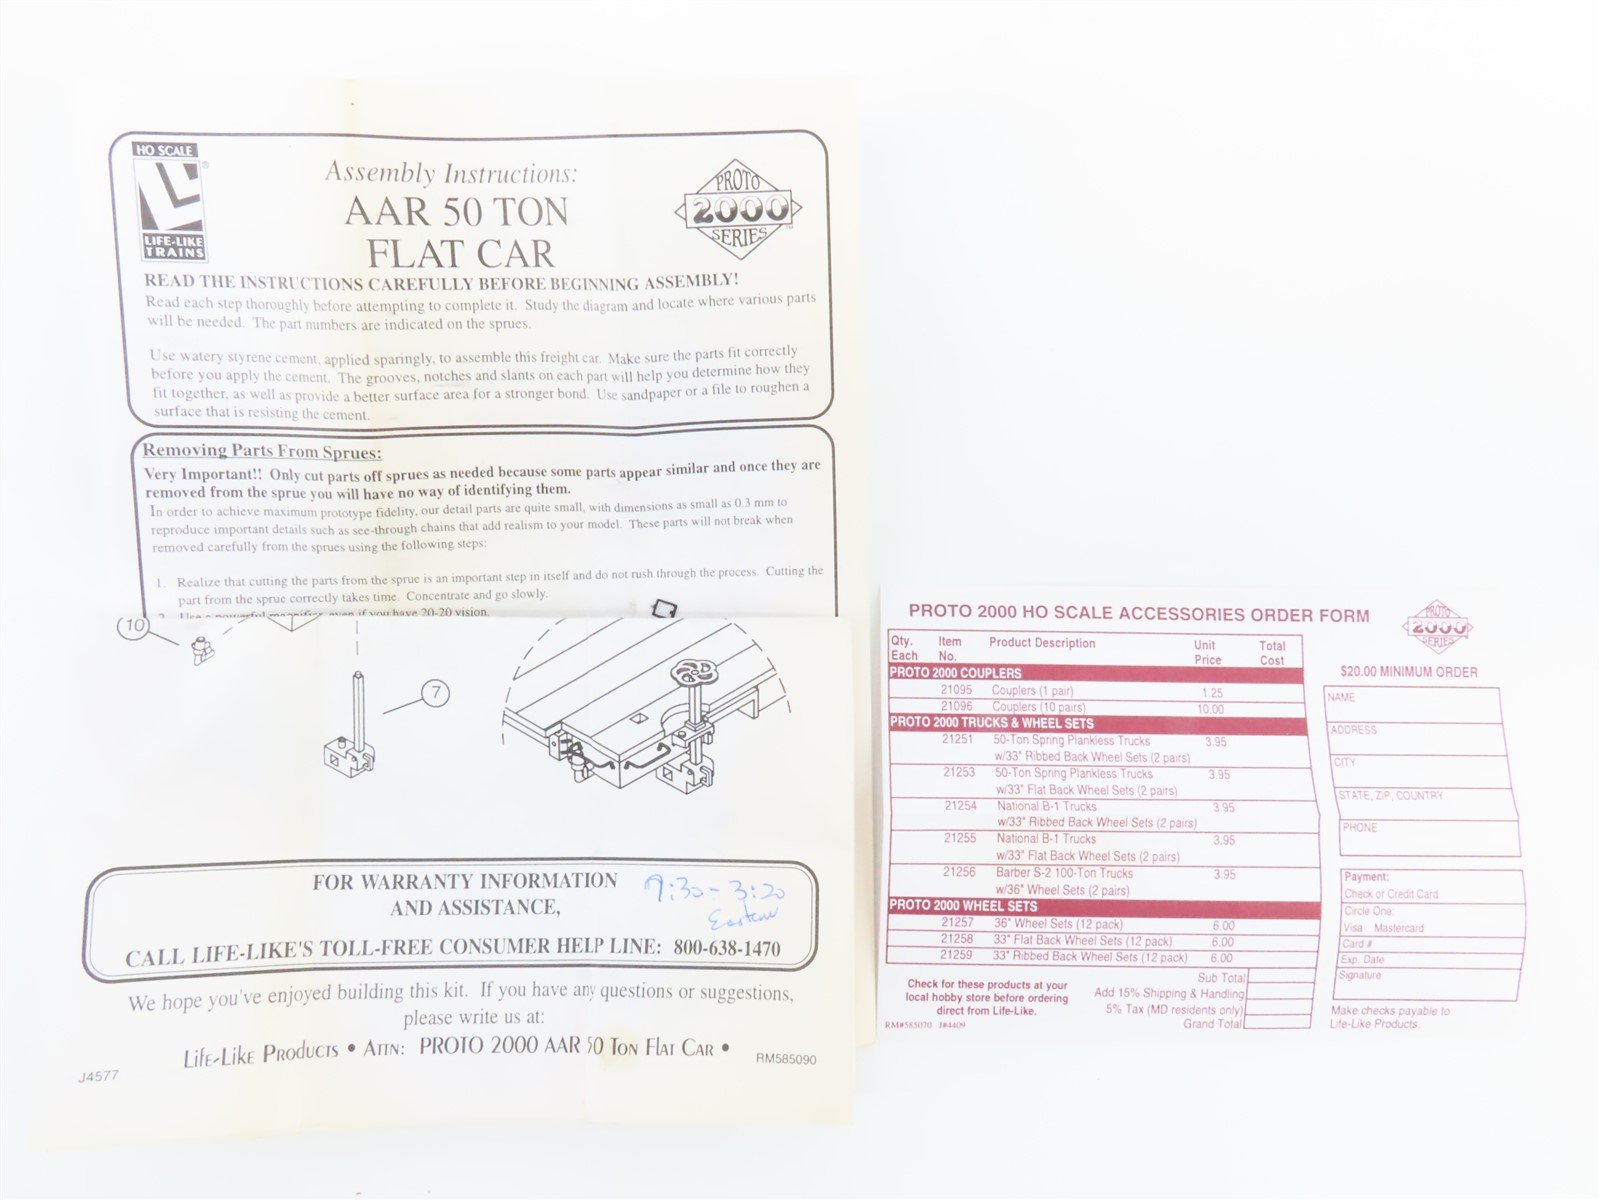 HO SCALE
LIFE-LIKE
TRAINS
®
Assembly Instructions:
AAR 50 TON
FLAT CAR
PROTO
2000
SERIES
™
READ THE INSTRUCTIONS CAREFULLY BEFORE BEGINNING ASSEMBLY!
Read each step thoroughly before attempting to complete it. Study the diagram and locate where various parts
will be needed. The part numbers are indicated on the sprues.
Use watery styrene cement, applied sparingly, to assemble this freight car. Make sure the parts fit correctly
before you apply the cement. The grooves, notches and slants on each part will help you determine how they
fit together, as well as provide a better surface area for a stronger bond. Use sandpaper or a file to roughen a
surface that is resisting the cement.
Removing Parts From Sprues:
Very Important!! Only cut parts off sprues as needed because some parts appear similar and once they are
removed from the sprue you will have no way of identifying them.
In order to achieve maximum prototype fidelity, our detail parts are quite small, with dimensions as small as 0.3 mm to
reproduce important details such as see-through chains that add realism to your model. These parts will not break when
removed carefully from the sprues using the following steps:
1. Realize that cutting the parts from the sprue is an important step in itself and do not rush through the process. Cutting the
part from the sprue correctly takes time. Concentrate and go slowly.
2. Use a powerful magnifier even if you have 20-20 vision.
10
7
FOR WARRANTY INFORMATION
AND ASSISTANCE,
9:30 - 3:20
Eastern
CALL LIFE-LIKE'S TOLL-FREE CONSUMER HELP LINE: 800-638-1470
We hope you've enjoyed building this kit. If you have any questions or suggestions,
please write us at:
LIFE-LIKE PRODUCTS • ATTN: PROTO 2000 AAR 50 TON FLAT CAR •
J4577
RM585090
PROTO 2000 HO SCALE ACCESSORIES ORDER FORM
PROTO
2000
SERIES
Qty. Each Item No. Product Description Unit Price Total Cost
PROTO 2000 COUPLERS
21095 Couplers (1 pair) 1.25
21096 Couplers (10 pairs) 10.00
PROTO 2000 TRUCKS & WHEEL SETS
21251 50-Ton Spring Plankless Trucks 3.95
w/33" Ribbed Back Wheel Sets (2 pairs)
21253 50-Ton Spring Plankless Trucks 3.95
w/33" Flat Back Wheel Sets (2 pairs)
21254 National B-1 Trucks 3.95
w/33" Ribbed Back Wheel Sets (2 pairs)
21255 National B-1 Trucks 3.95
w/33" Flat Back Wheel Sets (2 pairs)
21256 Barber S-2 100-Ton Trucks 3.95
w/36" Wheel Sets (2 pairs)
PROTO 2000 WHEEL SETS
21257 36" Wheel Sets (12 pack) 6.00
21258 33" Flat Back Wheel Sets (12 pack) 6.00
21259 33" Ribbed Back Wheel Sets (12 pack) 6.00
Check for these products at your
local hobby store before ordering
direct from Life-Like.
RM#585070 J#4409
Sub Total
Add 15% Shipping & Handling
5% Tax (MD residents only)
Grand Total
$20.00 MINIMUM ORDER
NAME
ADDRESS
CITY
STATE, ZIP, COUNTRY
PHONE
Payment:
Check or Credit Card
Circle One:
Visa Mastercard
Card #
Exp. Date
Signature
Make checks payable to
Life-Like Products.